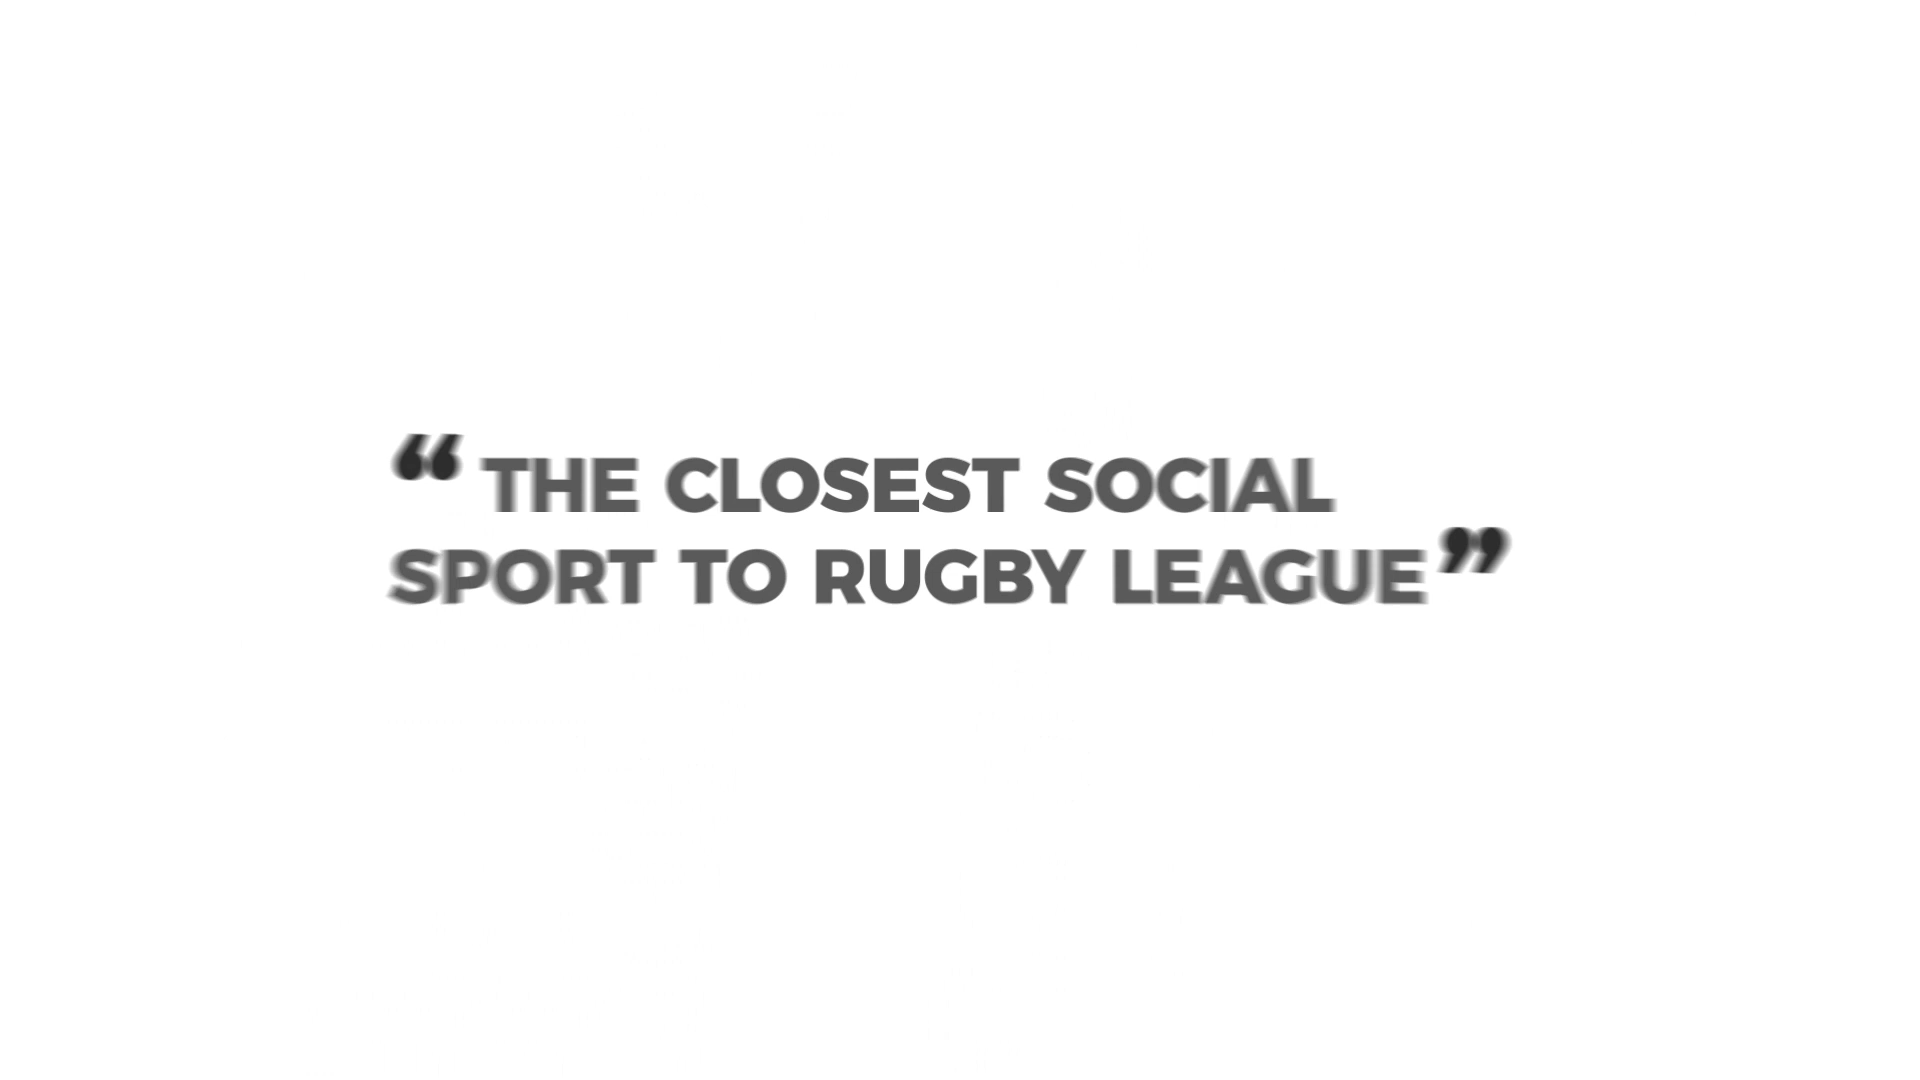 “ THE CLOSEST SOCIAL
SPORT TO RUGBY LEAGUE ”